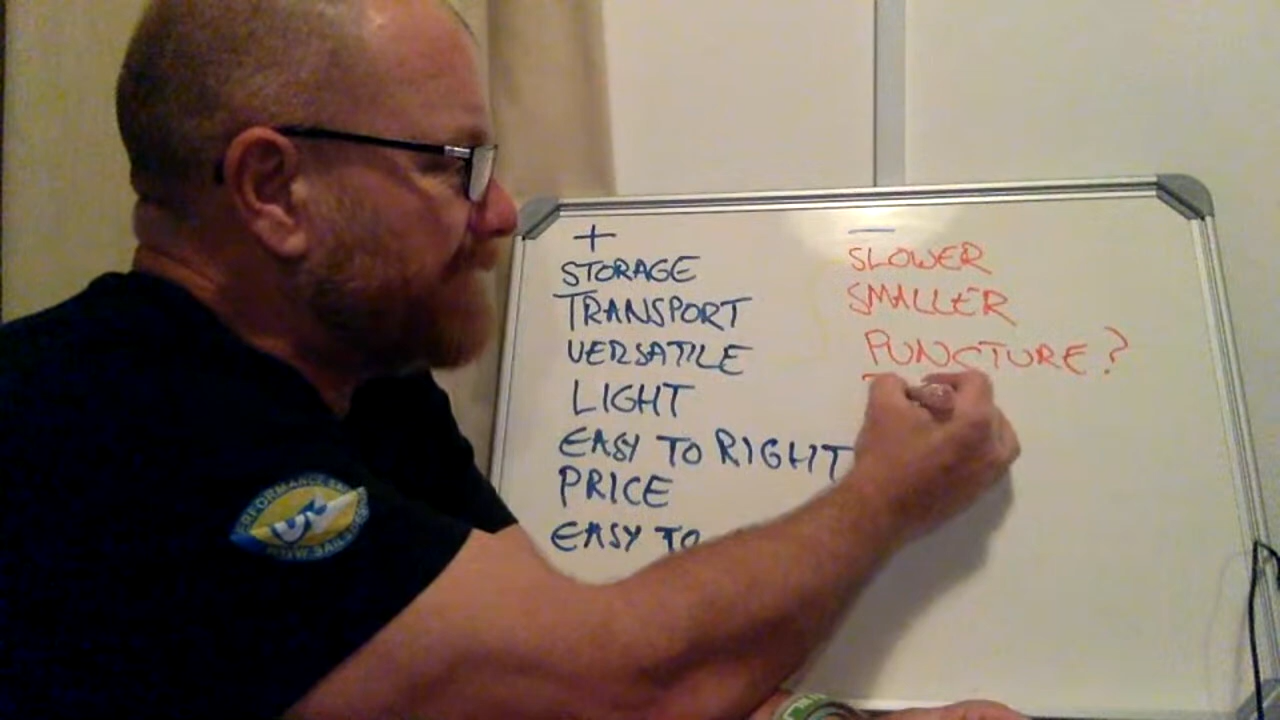 +
STORAGE
TRANSPORT
VERSATILE
LIGHT
EASY TO RIGHT
PRICE
EASY TO
—
SLOWER
SMALLER
PUNCTURE?